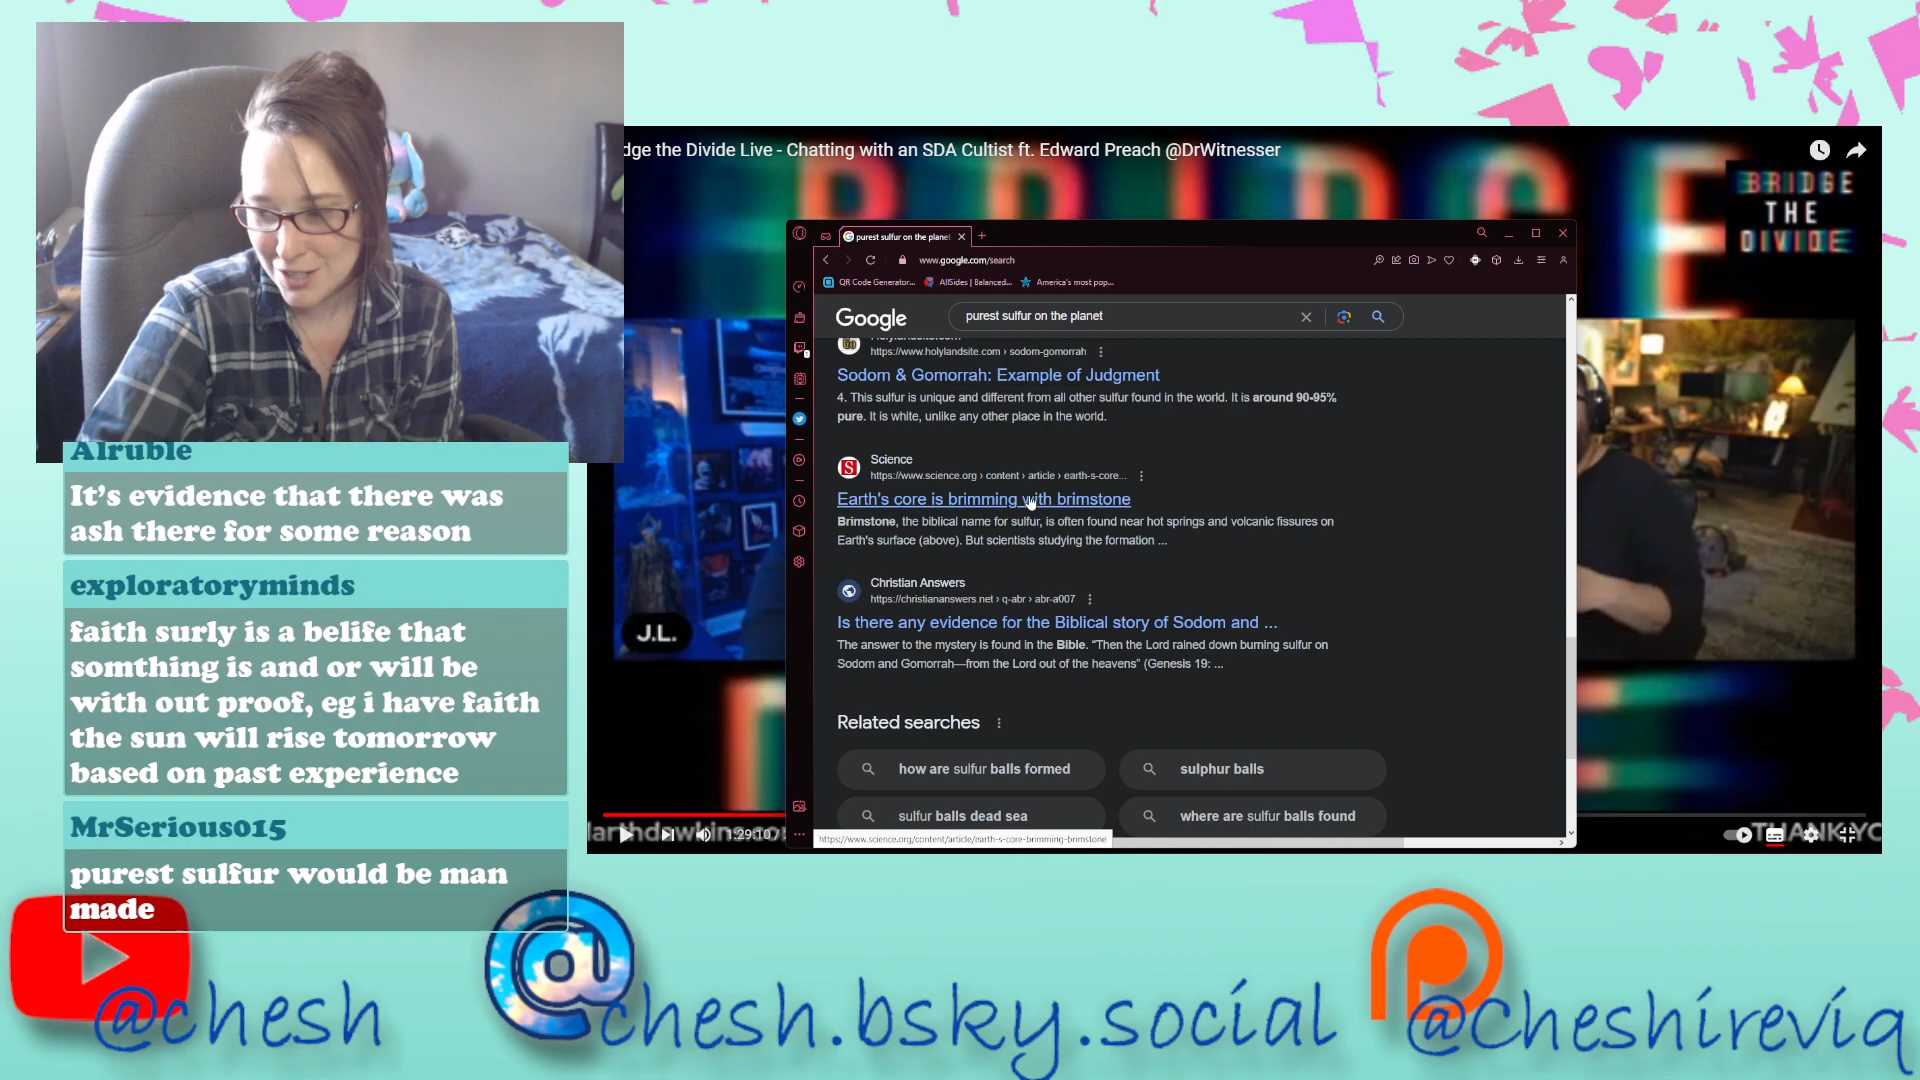 dge the Divide Live - Chatting with an SDA Cultist ft. Edward Preach @DrWitnesser
BRIDGE
THE
DIVIDE
BRIDGE
purest sulfur on the planet
www.google.com/search
QR Code Generator...
AllSides | Balanced...
America's most pop...
Google
purest sulfur on the planet
https://www.holylandsite.com › sodom-gomorrah
Sodom & Gomorrah: Example of Judgment
4. This sulfur is unique and different from all other sulfur found in the world. It is around 90-95%
pure. It is white, unlike any other place in the world.
Science
https://www.science.org › content › article › earth-s-core...
Earth's core is brimming with brimstone
Brimstone, the biblical name for sulfur, is often found near hot springs and volcanic fissures on
Earth's surface (above). But scientists studying the formation ...
Christian Answers
https://christiananswers.net › q-abr › abr-a007
Is there any evidence for the Biblical story of Sodom and ...
The answer to the mystery is found in the Bible. "Then the Lord rained down burning sulfur on
Sodom and Gomorrah—from the Lord out of the heavens" (Genesis 19: ...
Related searches
how are sulfur balls formed
sulphur balls
sulfur balls dead sea
where are sulfur balls found
https://www.science.org/content/article/earth-s-core-brimming-brimstone
J.L.
1:29:10 /
THANK YO
Alruble
It's evidence that there was
ash there for some reason
exploratoryminds
faith surly is a belife that
somthing is and or will be
with out proof, eg i have faith
the sun will rise tomorrow
based on past experience
MrSerious015
purest sulfur would be man
made
@chesh
@chesh.bsky.social
@cheshirevia